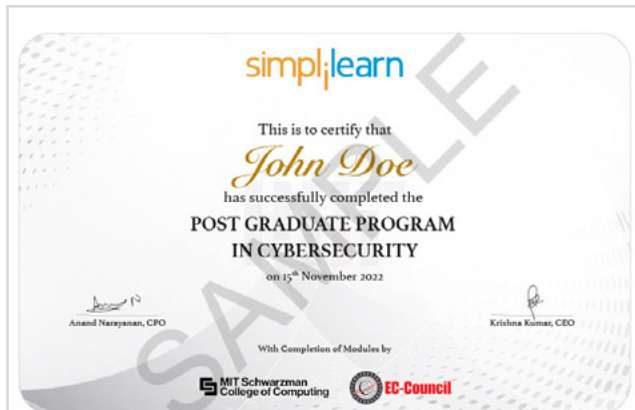 simplilearn
This is to certify that
John Doe
has successfully completed the
POST GRADUATE PROGRAM
IN CYBERSECURITY
on 15th November 2022
SAMPLE
Anand Narayanan, CPO
Krishna Kumar, CEO
With Completion of Modules by
MIT Schwarzman
College of Computing
EC-Council